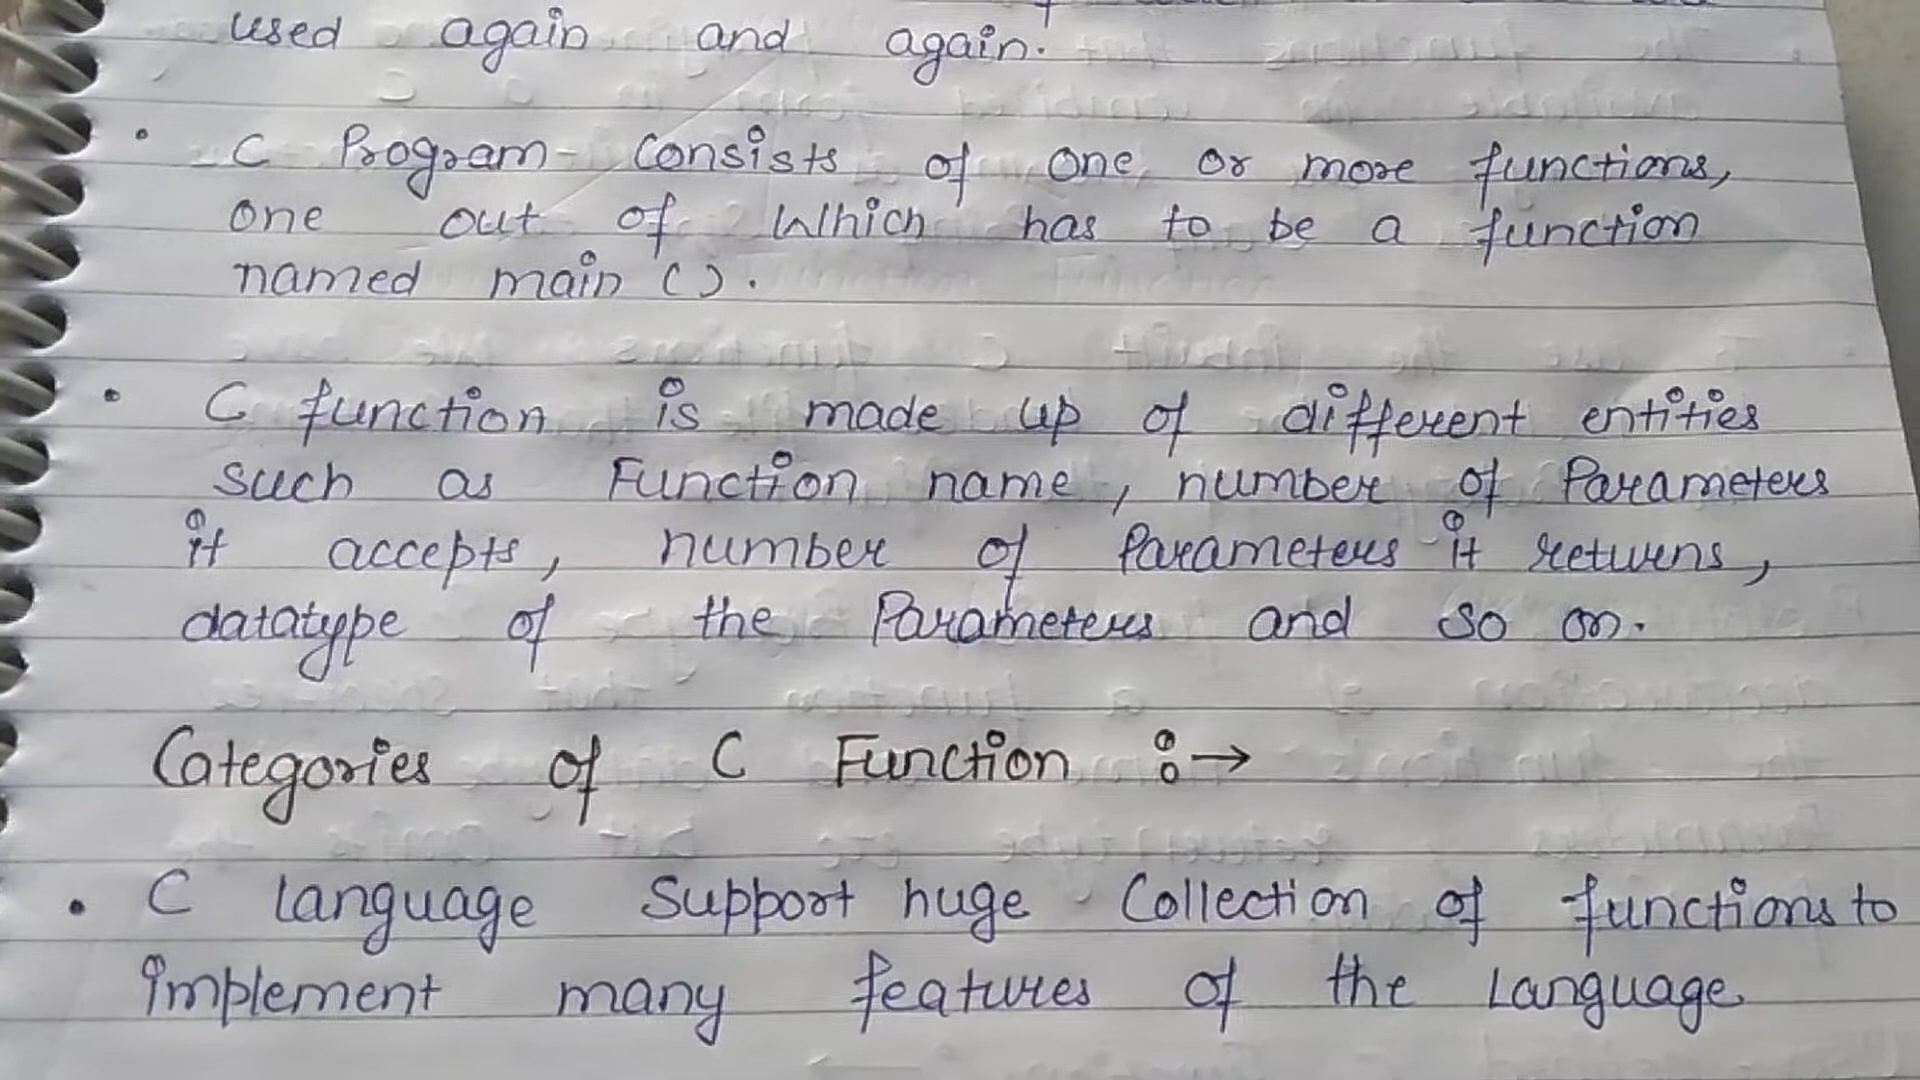 used again and again.
• C Program Consists of one or more functions,
one out of Which has to be a function
named main ().
• C function is made up of different entities
such as Function name, number of Parameters
it accepts, number of Parameters it returns,
datatype of the Parameters and so on.
Categories of C Function :→
• C language Support huge Collection of functions to
implement many features of the Language